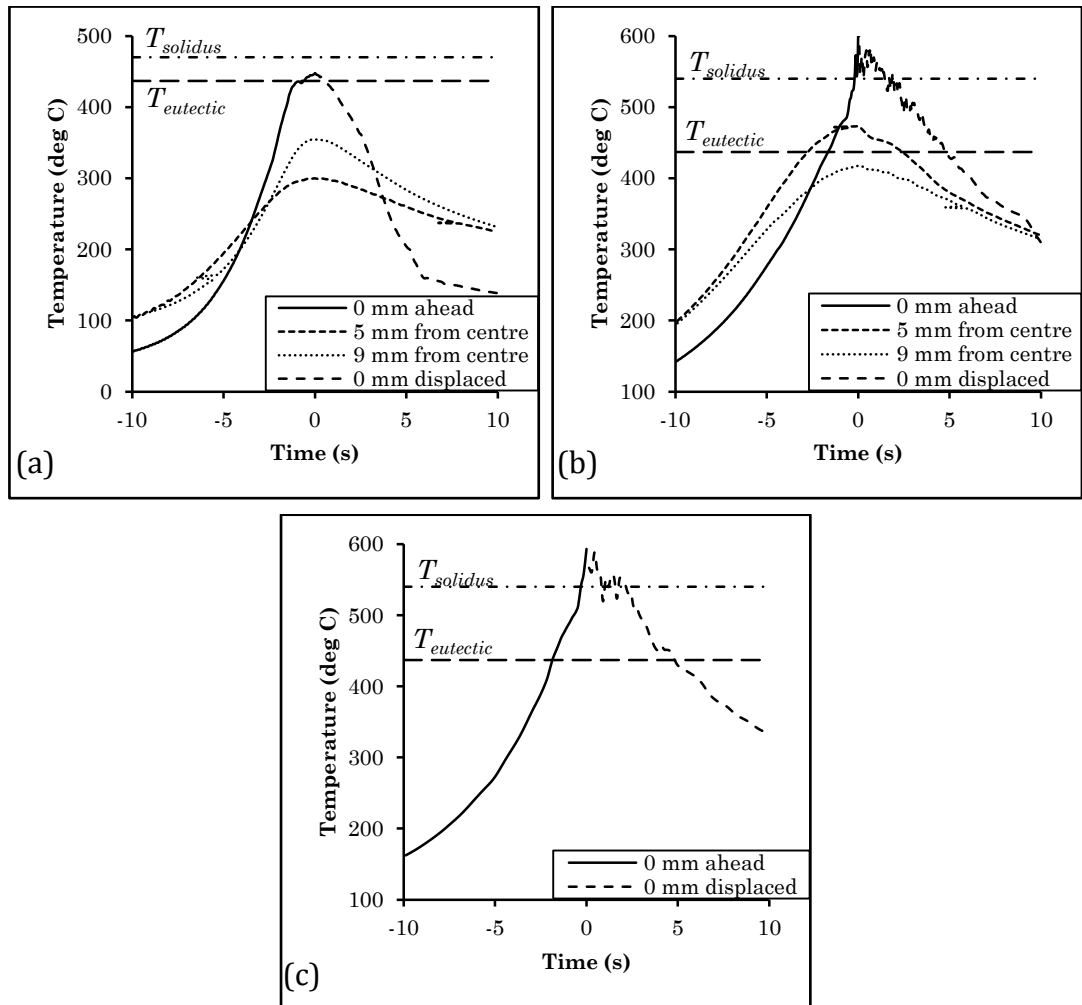 500
T_solidus
400
T_eutectic
300
200
100
0
Temperature (deg C)
0 mm ahead
5 mm from centre
9 mm from centre
0 mm displaced
-10 -5 0 5 10
Time (s)
(a)
600
T_solidus
500
T_eutectic
400
300
200
100
Temperature (deg C)
0 mm ahead
5 mm from centre
9 mm from centre
0 mm displaced
-10 -5 0 5 10
Time (s)
(b)
600
T_solidus
500
T_eutectic
400
300
200
100
Temperature (deg C)
0 mm ahead
0 mm displaced
-10 -5 0 5 10
Time (s)
(c)